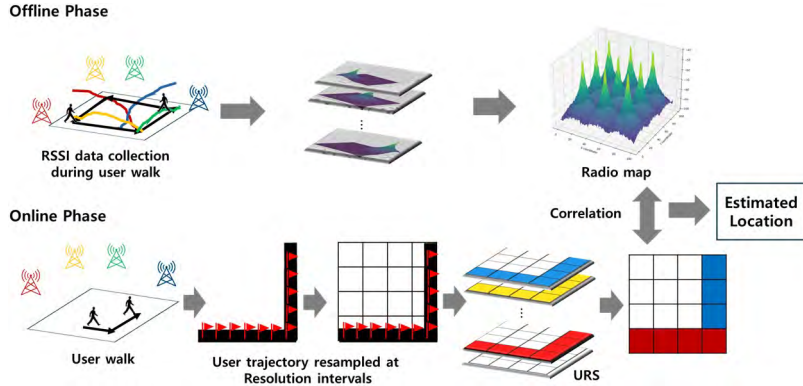 Offline Phase
RSSI data collection
during user walk
Radio map
Correlation
Estimated
Location
Online Phase
User walk
User trajectory resampled at
Resolution intervals
URS